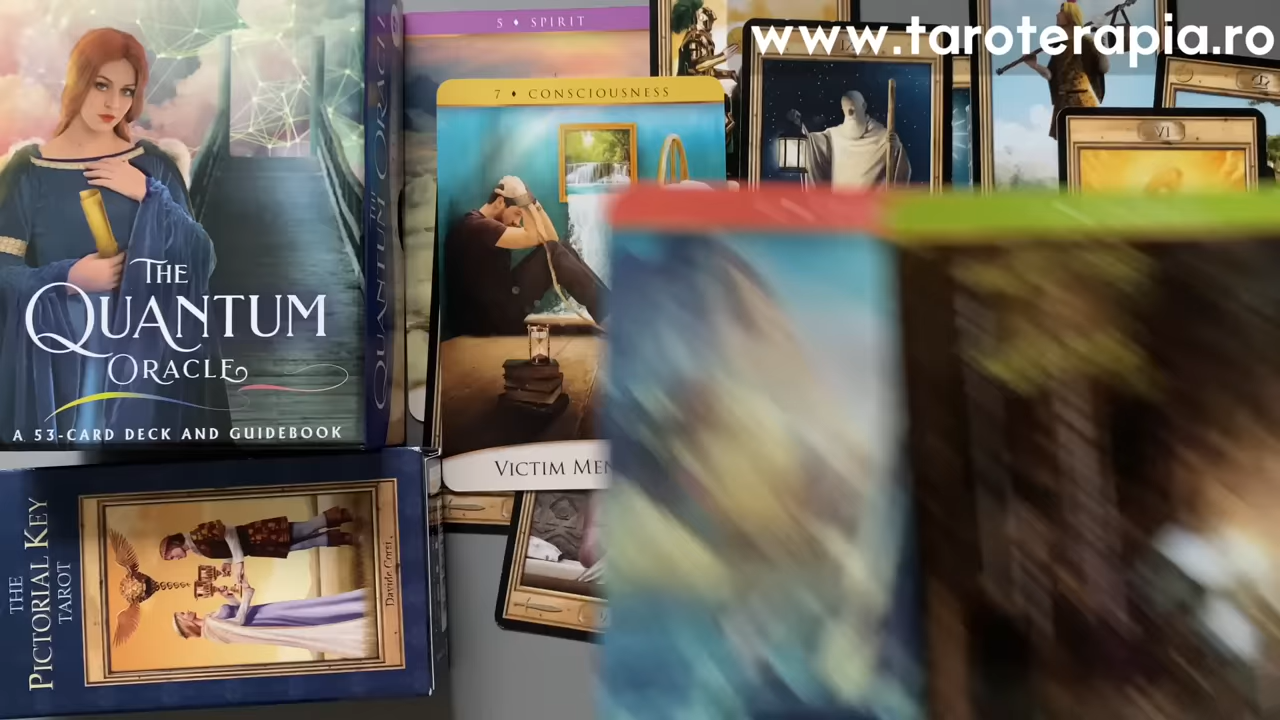 www.taroterapia.ro
5 ♦ SPIRIT
7 ♦ CONSCIOUSNESS
VI
THE
QUANTUM
ORACLE
A 53-CARD DECK AND GUIDEBOOK
THE QUANTUM ORACLE
VICTIM MEN
THE
PICTORIAL KEY
TAROT
Davide Corsi